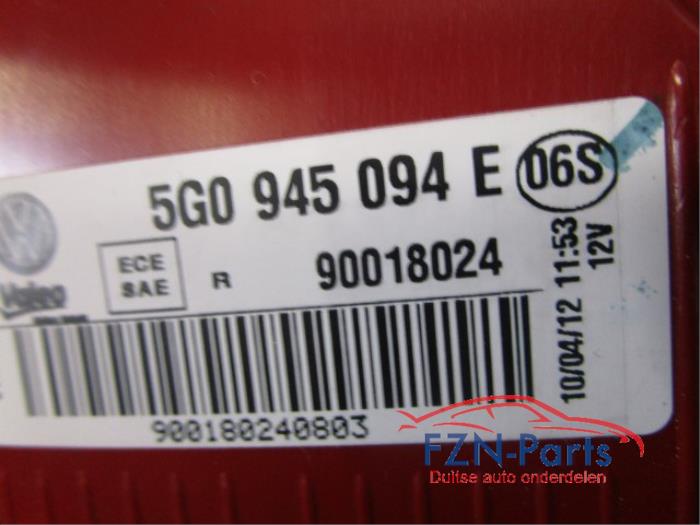 5G0 945 094 E 06S
Valeo
ECE
SAE
R 90018024
10/04/12 11:53
12V
900180240803
FZN-Parts
Duitse auto onderdelen